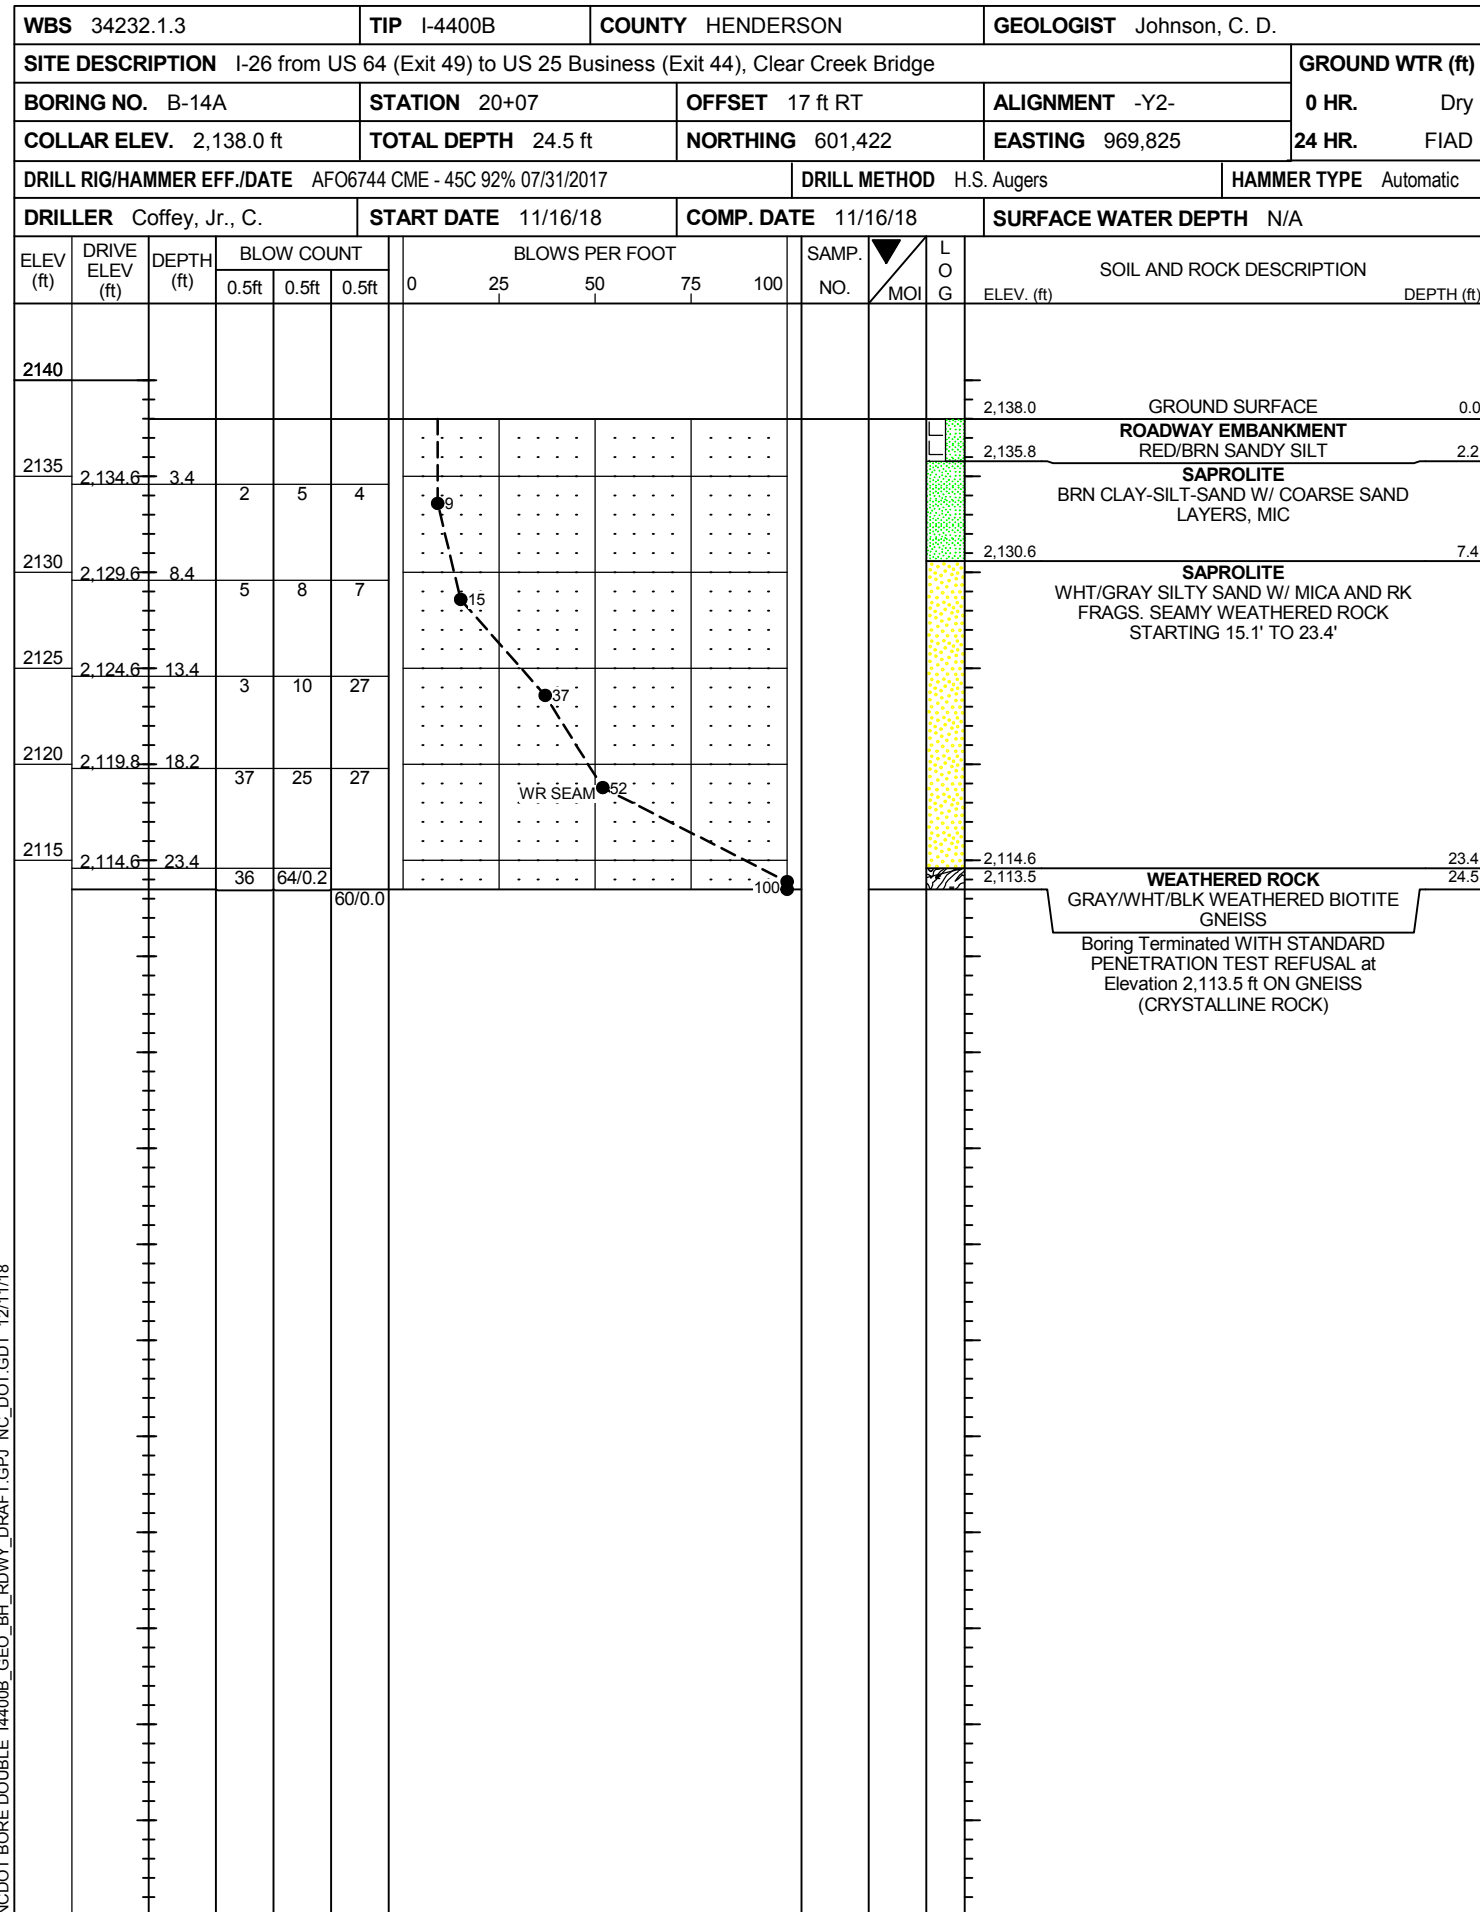 WBS 34232.1.3 TIP I-4400B COUNTY HENDERSON GEOLOGIST Johnson, C. D.
SITE DESCRIPTION I-26 from US 64 (Exit 49) to US 25 Business (Exit 44), Clear Creek Bridge GROUND WTR (ft)
BORING NO. B-14A STATION 20+07 OFFSET 17 ft RT ALIGNMENT -Y2- 0 HR. Dry
COLLAR ELEV. 2,138.0 ft TOTAL DEPTH 24.5 ft NORTHING 601,422 EASTING 969,825 24 HR. FIAD
DRILL RIG/HAMMER EFF./DATE AFO6744 CME - 45C 92% 07/31/2017 DRILL METHOD H.S. Augers HAMMER TYPE Automatic
DRILLER Coffey, Jr., C. START DATE 11/16/18 COMP. DATE 11/16/18 SURFACE WATER DEPTH N/A
ELEV (ft) DRIVE ELEV (ft) DEPTH (ft) BLOW COUNT BLOWS PER FOOT SAMP. NO. MOI LOG SOIL AND ROCK DESCRIPTION
0.5ft 0.5ft 0.5ft 0 25 50 75 100 ELEV. (ft) DEPTH (ft)
2140
2,138.0 GROUND SURFACE 0.0
ROADWAY EMBANKMENT
2,135.8 RED/BRN SANDY SILT 2.2
2135 2,134.6 3.4 SAPROLITE
2 5 4 9 BRN CLAY-SILT-SAND W/ COARSE SAND
LAYERS, MIC
2130 2,130.6 7.4
2,129.6 8.4 SAPROLITE
5 8 7 15 WHT/GRAY SILTY SAND W/ MICA AND RK
FRAGS. SEAMY WEATHERED ROCK
STARTING 15.1' TO 23.4'
2125 2,124.6 13.4
3 10 27 37
2120 2,119.8 18.2
37 25 27 WR SEAM 52
2115 2,114.6 23.4 2,114.6 23.4
36 64/0.2 100 2,113.5 WEATHERED ROCK 24.5
60/0.0 GRAY/WHT/BLK WEATHERED BIOTITE
GNEISS
Boring Terminated WITH STANDARD
PENETRATION TEST REFUSAL at
Elevation 2,113.5 ft ON GNEISS
(CRYSTALLINE ROCK)
NCDOT BORE DOUBLE I4400B_GEO_BH_RDWY_DRAFT.GPJ NC_DOT.GDT 12/11/18